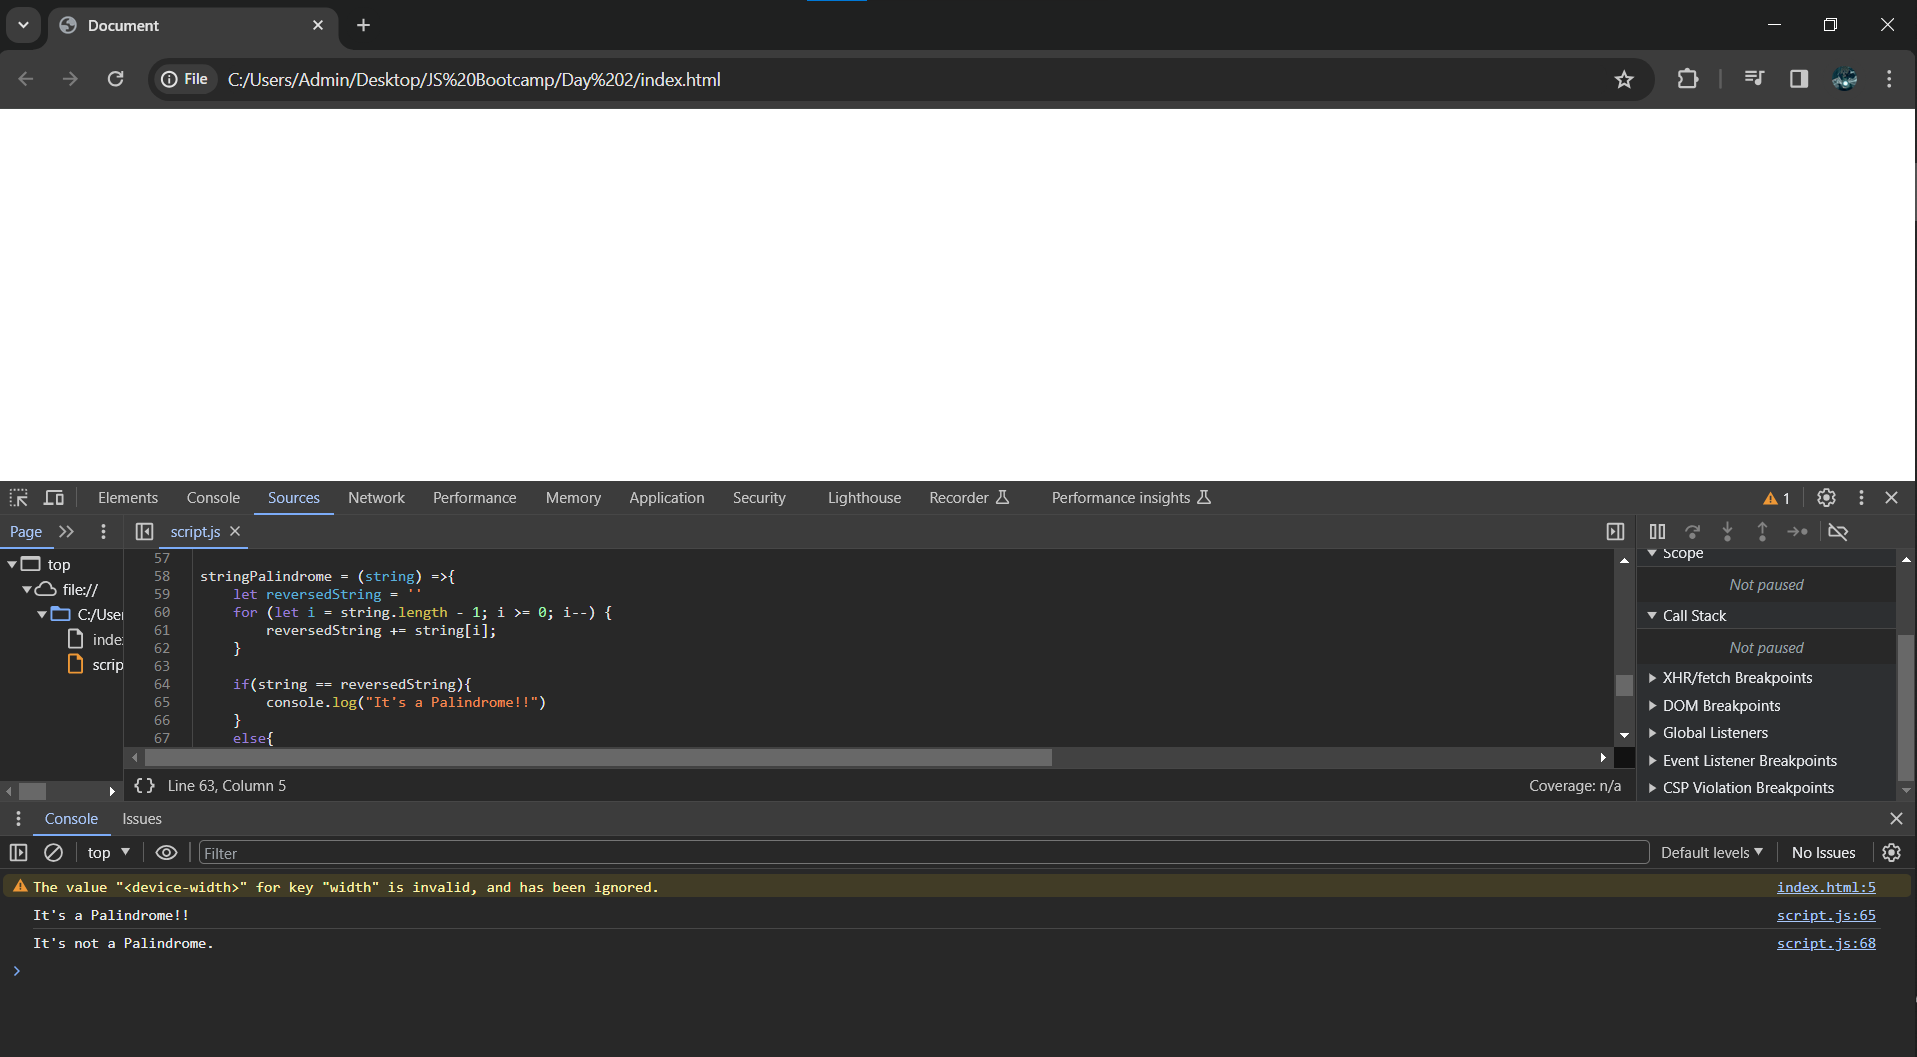 Document
File
C:/Users/Admin/Desktop/JS%20Bootcamp/Day%202/index.html
Elements Console Sources Network Performance Memory Application Security Lighthouse Recorder Performance insights 1
Page script.js
top
file://
C:/User
inde
scrip
57
58 stringPalindrome = (string) =>{
59 let reversedString = ''
60 for (let i = string.length - 1; i >= 0; i--) {
61 reversedString += string[i];
62 }
63
64 if(string == reversedString){
65 console.log("It's a Palindrome!!")
66 }
67 else{
{} Line 63, Column 5 Coverage: n/a
Scope
Not paused
Call Stack
Not paused
XHR/fetch Breakpoints
DOM Breakpoints
Global Listeners
Event Listener Breakpoints
CSP Violation Breakpoints
Console Issues
top Filter Default levels No Issues
The value "<device-width>" for key "width" is invalid, and has been ignored. index.html:5
It's a Palindrome!! script.js:65
It's not a Palindrome. script.js:68